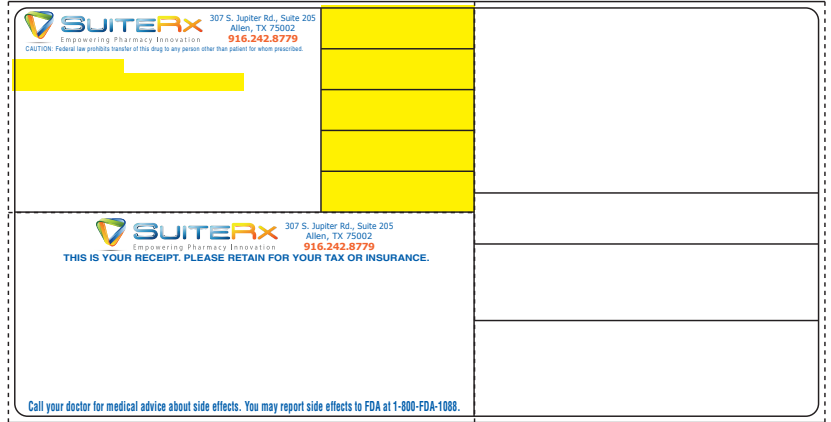 SUITERX
Empowering Pharmacy Innovation
307 S. Jupiter Rd., Suite 205
Allen, TX 75002
916.242.8779
CAUTION: Federal law prohibits transfer of this drug to any person other than patient for whom prescribed.
SUITERX
Empowering Pharmacy Innovation
307 S. Jupiter Rd., Suite 205
Allen, TX 75002
916.242.8779
THIS IS YOUR RECEIPT. PLEASE RETAIN FOR YOUR TAX OR INSURANCE.
Call your doctor for medical advice about side effects. You may report side effects to FDA at 1-800-FDA-1088.